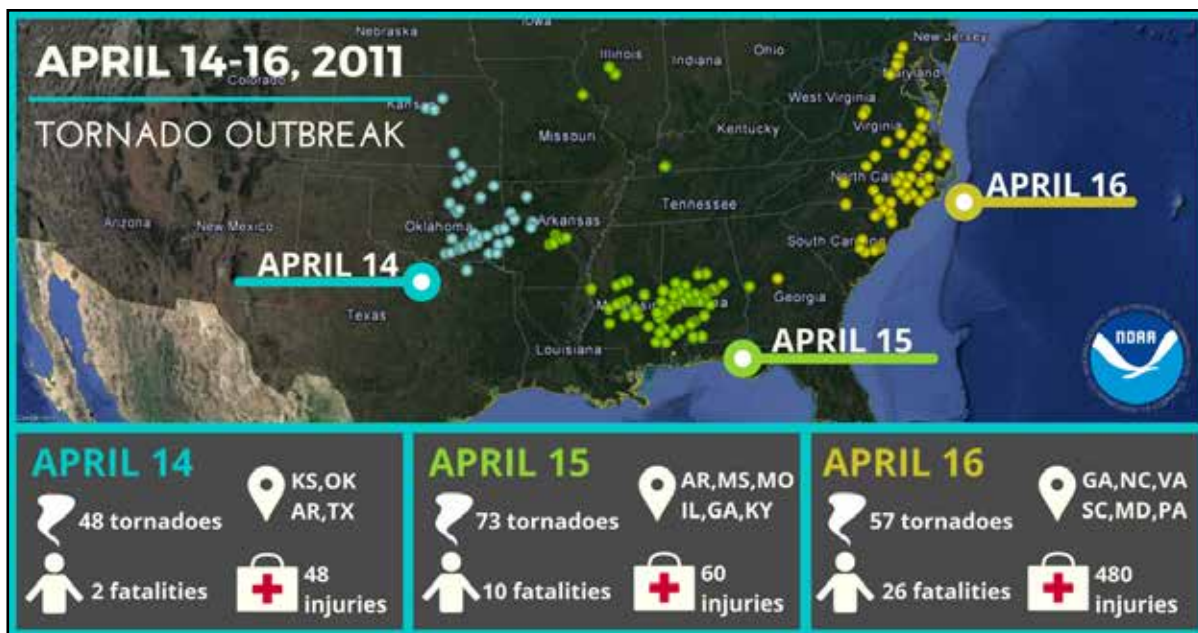 APRIL 14-16, 2011
TORNADO OUTBREAK
Nebraska
Iowa
Illinois
Indiana
Ohio
New Jersey
Maryland
Colorado
Kansas
Missouri
West Virginia
Virginia
Kentucky
North Carolina
Tennessee
Arizona
New Mexico
Oklahoma
Arkansas
South Carolina
Texas
Georgia
Louisiana
APRIL 14
APRIL 15
APRIL 16
NOAA
APRIL 14
KS,OK
AR,TX
48 tornadoes
2 fatalities
48
injuries
APRIL 15
AR,MS,MO
IL,GA,KY
73 tornadoes
10 fatalities
60
injuries
APRIL 16
GA,NC,VA
SC,MD,PA
57 tornadoes
26 fatalities
480
injuries